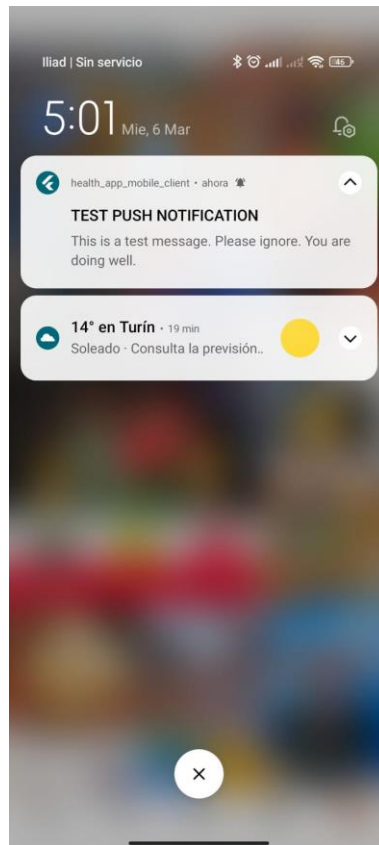 Iliad | Sin servicio
46
5:01 Mie, 6 Mar
health_app_mobile_client • ahora
TEST PUSH NOTIFICATION
This is a test message. Please ignore. You are
doing well.
14° en Turín · 19 min
Soleado · Consulta la previsión..